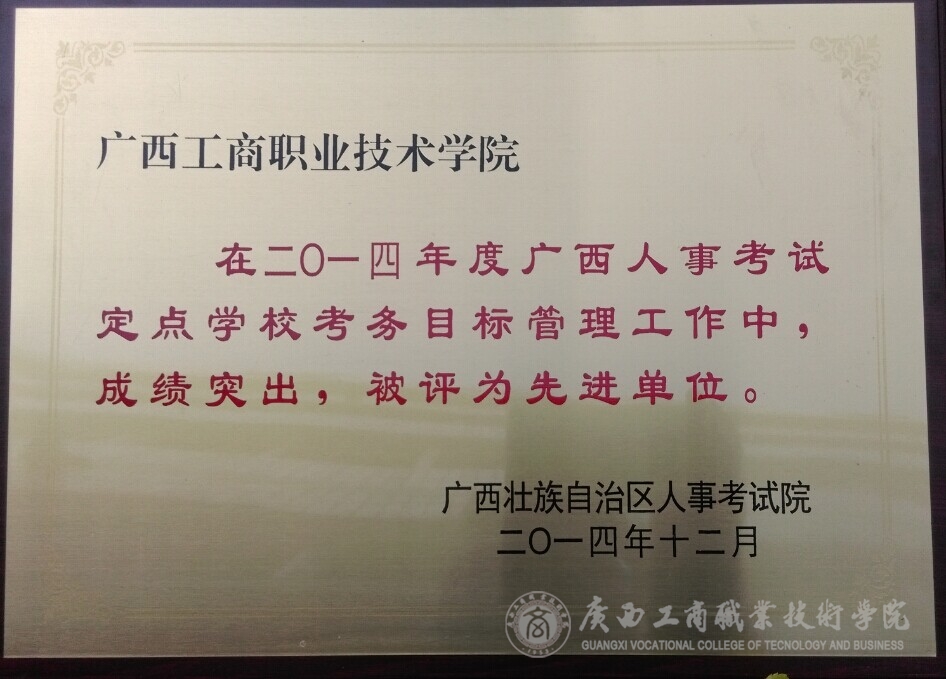 广西工商职业技术学院
在二〇一四年度广西人事考试
定点学校考务目标管理工作中，
成绩突出，被评为先进单位。
广西壮族自治区人事考试院
二〇一四年十二月
廣西工商職業技術學院
GUANGXI VOCATIONAL COLLEGE OF TECNOLOGY AND BUSINESS